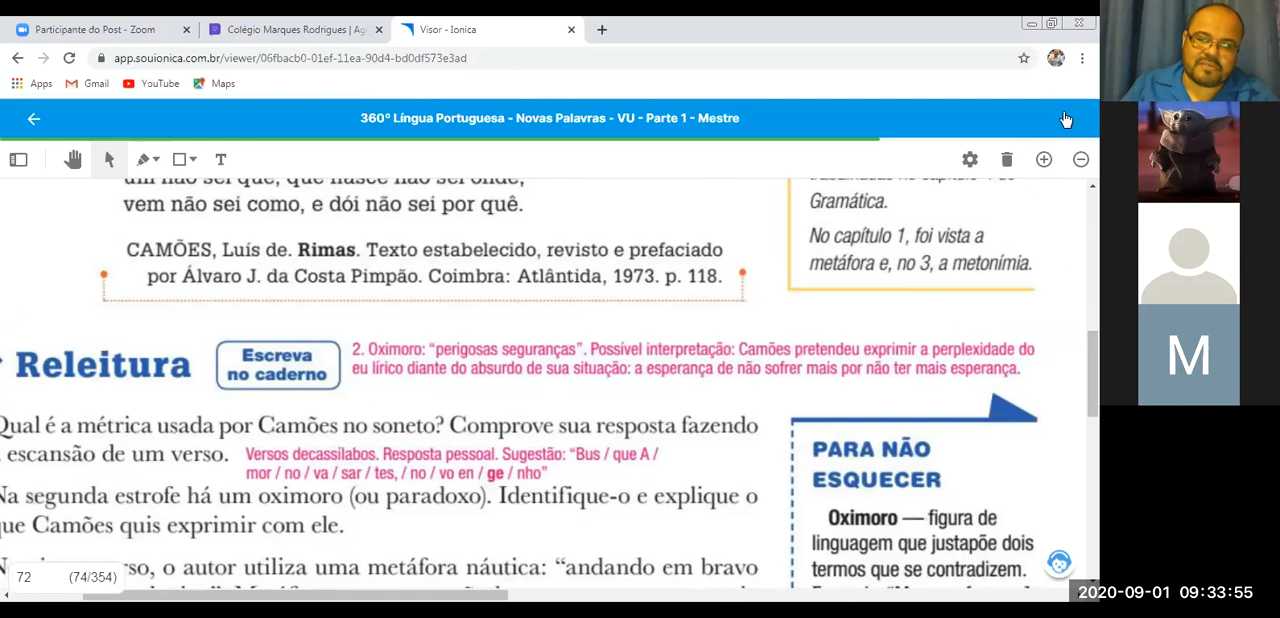 Participante do Post - Zoom
Colégio Marques Rodrigues | Ag
Visor - Ionica
app.souionica.com.br/viewer/06fbacb0-01ef-11ea-90d4-bd0df573e3ad
Apps Gmail YouTube Maps
360º Língua Portuguesa - Novas Palavras - VU - Parte 1 - Mestre
T
um não sei quê, que nasce não sei onde,
vem não sei como, e dói não sei por quê.
CAMÕES, Luís de. Rimas. Texto estabelecido, revisto e prefaciado
por Álvaro J. da Costa Pimpão. Coimbra: Atlântida, 1973. p. 118.
Gramática.
No capítulo 1, foi vista a
metáfora e, no 3, a metonímia.
Releitura
Escreva
no caderno
2. Oximoro: “perigosas seguranças”. Possível interpretação: Camões pretendeu exprimir a perplexidade do
eu lírico diante do absurdo de sua situação: a esperança de não sofrer mais por não ter mais esperança.
Qual é a métrica usada por Camões no soneto? Comprove sua resposta fazendo
escansão de um verso.
Versos decassílabos. Resposta pessoal. Sugestão: “Bus / que A /
mor / no / va / sar / tes, / no / vo en / ge / nho”
Na segunda estrofe há um oximoro (ou paradoxo). Identifique-o e explique o
que Camões quis exprimir com ele.
o autor utiliza uma metáfora náutica: “andando em bravo
PARA NÃO
ESQUECER
Oximoro — figura de
linguagem que justapõe dois
termos que se contradizem.
72 (74/354)
M
2020-09-01 09:33:55